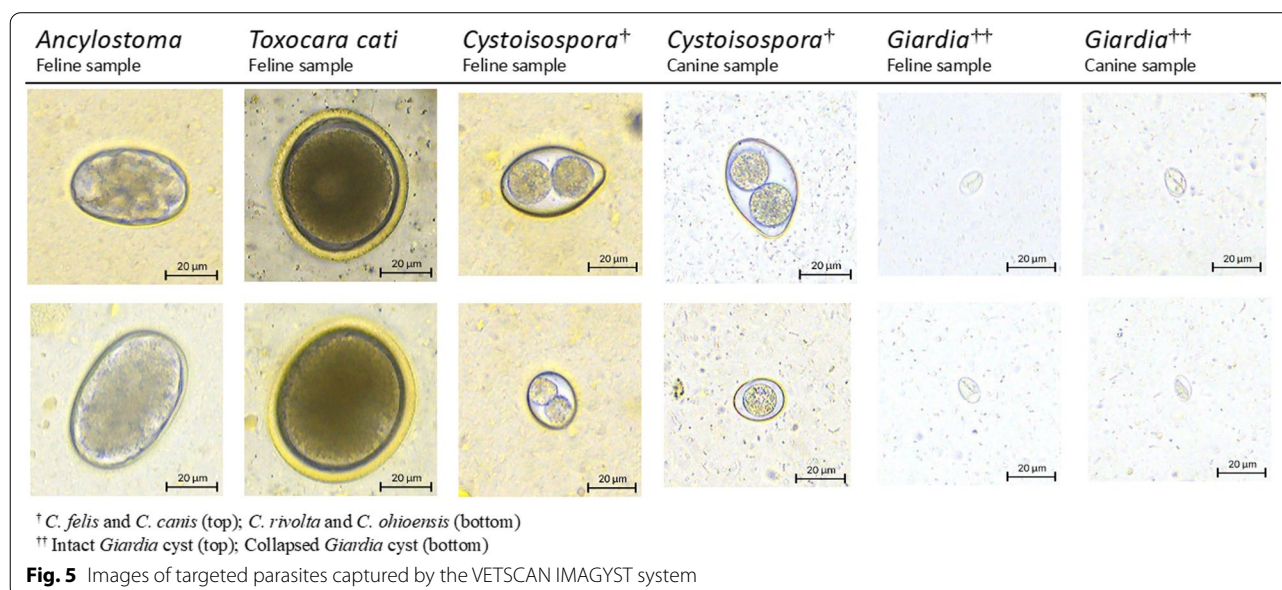 Ancylostoma Toxocara cati Cystoisospora† Cystoisospora† Giardia†† Giardia††
Feline sample Feline sample Feline sample Canine sample Feline sample Canine sample
20 µm 20 µm 20 µm 20 µm 20 µm 20 µm
20 µm 20 µm 20 µm 20 µm 20 µm 20 µm
† C. felis and C. canis (top); C. rivolta and C. ohioensis (bottom)
†† Intact Giardia cyst (top); Collapsed Giardia cyst (bottom)
Fig. 5 Images of targeted parasites captured by the VETSCAN IMAGYST system